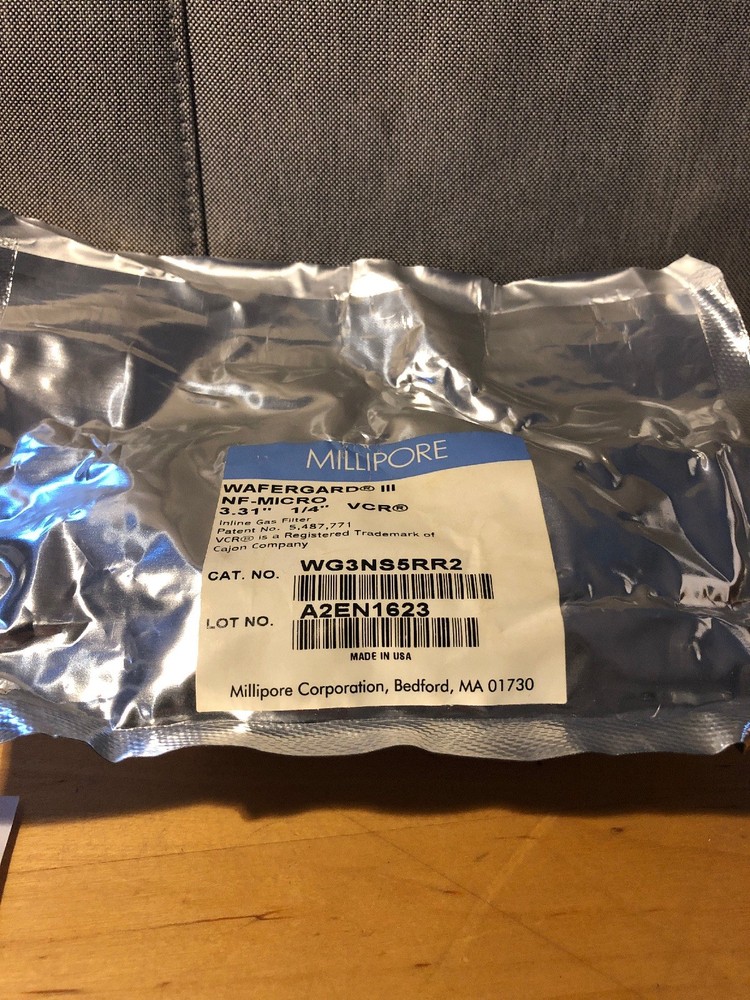 MILLIPORE
WAFERGARD® III
NF-MICRO
3.31" 1/4" VCR®
Inline Gas Filter
Patent No. 5,487,771
VCR® is a Registered Trademark of
Cajon Company
CAT. NO. WG3NS5RR2
LOT NO. A2EN1623
MADE IN USA
Millipore Corporation, Bedford, MA 01730